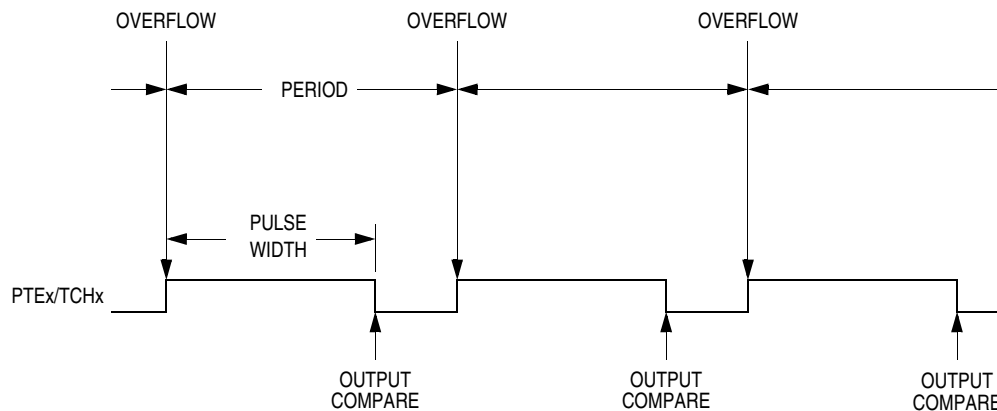 OVERFLOW
OVERFLOW
OVERFLOW
PERIOD
PULSE
WIDTH
PTEx/TCHx
OUTPUT
COMPARE
OUTPUT
COMPARE
OUTPUT
COMPARE